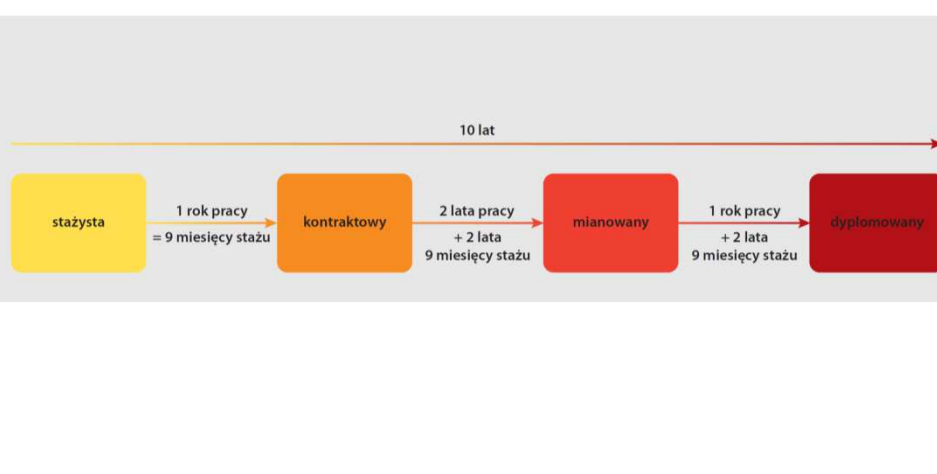 10 lat
stażysta
1 rok pracy
= 9 miesięcy stażu
kontraktowy
2 lata pracy
+ 2 lata
9 miesięcy stażu
mianowany
1 rok pracy
+ 2 lata
9 miesięcy stażu
dyplomowany